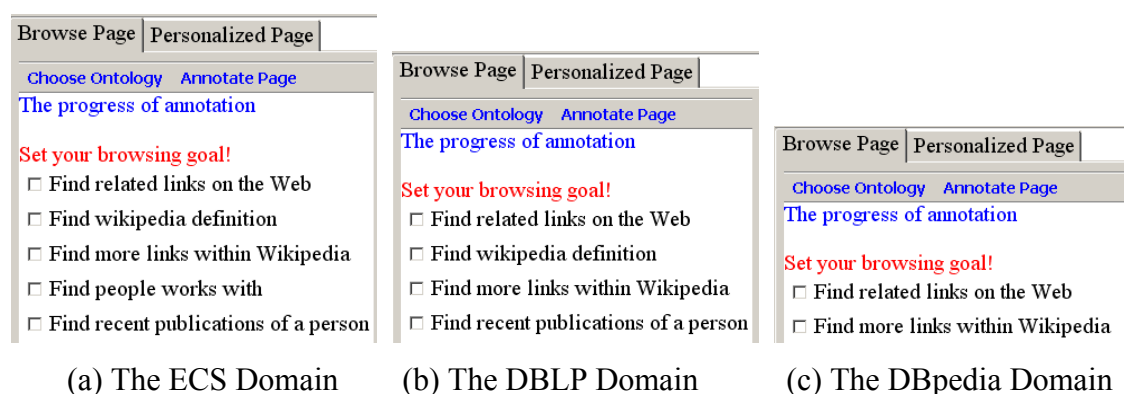 Browse Page Personalized Page
Choose Ontology Annotate Page
The progress of annotation
Set your browsing goal!
Find related links on the Web
Find wikipedia definition
Find more links within Wikipedia
Find people works with
Find recent publications of a person
(a) The ECS Domain
Browse Page Personalized Page
Choose Ontology Annotate Page
The progress of annotation
Set your browsing goal!
Find related links on the Web
Find wikipedia definition
Find more links within Wikipedia
Find recent publications of a person
(b) The DBLP Domain
Browse Page Personalized Page
Choose Ontology Annotate Page
The progress of annotation
Set your browsing goal!
Find related links on the Web
Find more links within Wikipedia
(c) The DBpedia Domain